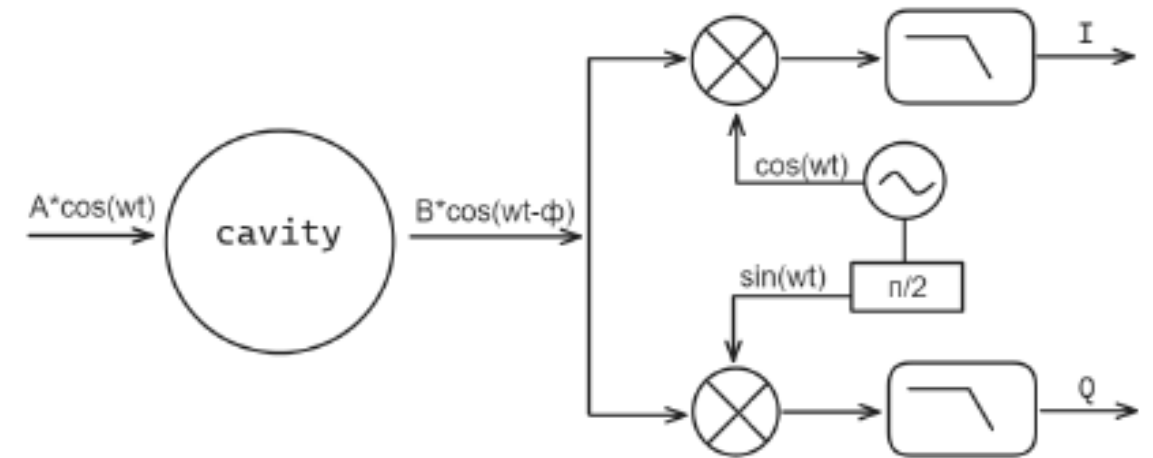 I
cos(wt)
A*cos(wt)
cavity
B*cos(wt-ф)
sin(wt)
п/2
Q